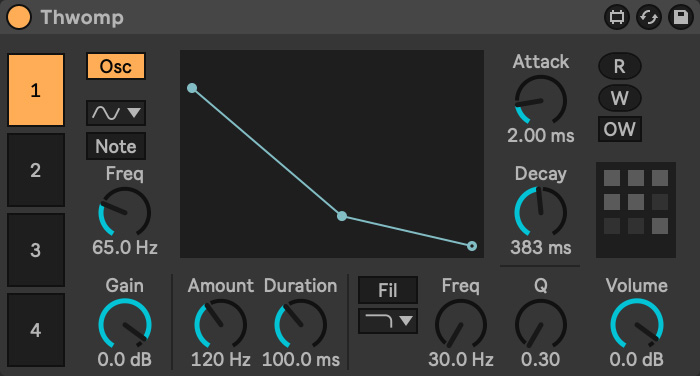 Thwomp
1
Osc
Attack
R
2.00 ms
W
OW
Note
2
Freq
Decay
65.0 Hz
383 ms
3
Gain
Amount
Duration
Fil
Freq
Q
Volume
4
0.0 dB
120 Hz
100.0 ms
30.0 Hz
0.30
0.0 dB